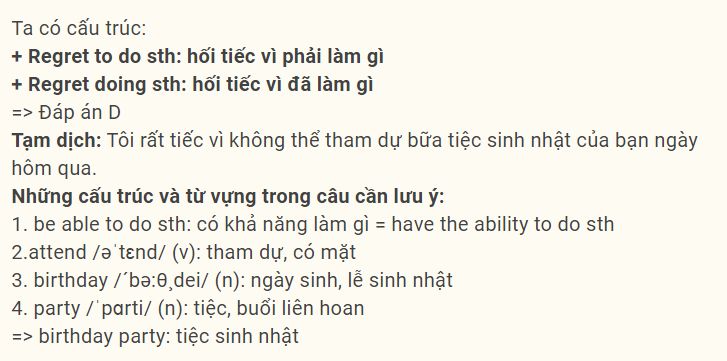 Ta có cấu trúc:
+ Regret to do sth: hối tiếc vì phải làm gì
+ Regret doing sth: hối tiếc vì đã làm gì
=> Đáp án D
Tạm dịch: Tôi rất tiếc vì không thể tham dự bữa tiệc sinh nhật của bạn ngày
hôm qua.
Những cấu trúc và từ vựng trong câu cần lưu ý:
1. be able to do sth: có khả năng làm gì = have the ability to do sth
2.attend /əˈtɛnd/ (v): tham dự, có mặt
3. birthday /´bə:θ¸dei/ (n): ngày sinh, lễ sinh nhật
4. party /ˈpɑrti/ (n): tiệc, buổi liên hoan
=> birthday party: tiệc sinh nhật